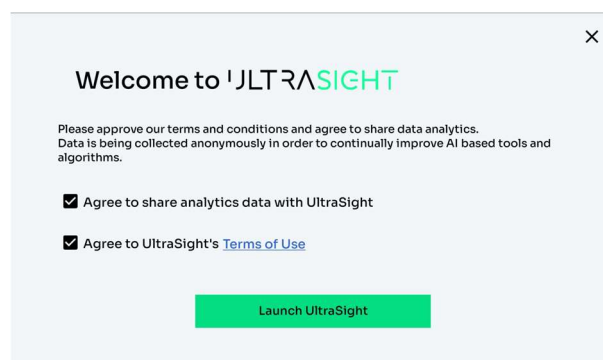 Welcome to ULTRASIGHT
Please approve our terms and conditions and agree to share data analytics.
Data is being collected anonymously in order to continually improve AI based tools and
algorithms.
Agree to share analytics data with UltraSight
Agree to UltraSight's Terms of Use
Launch UltraSight